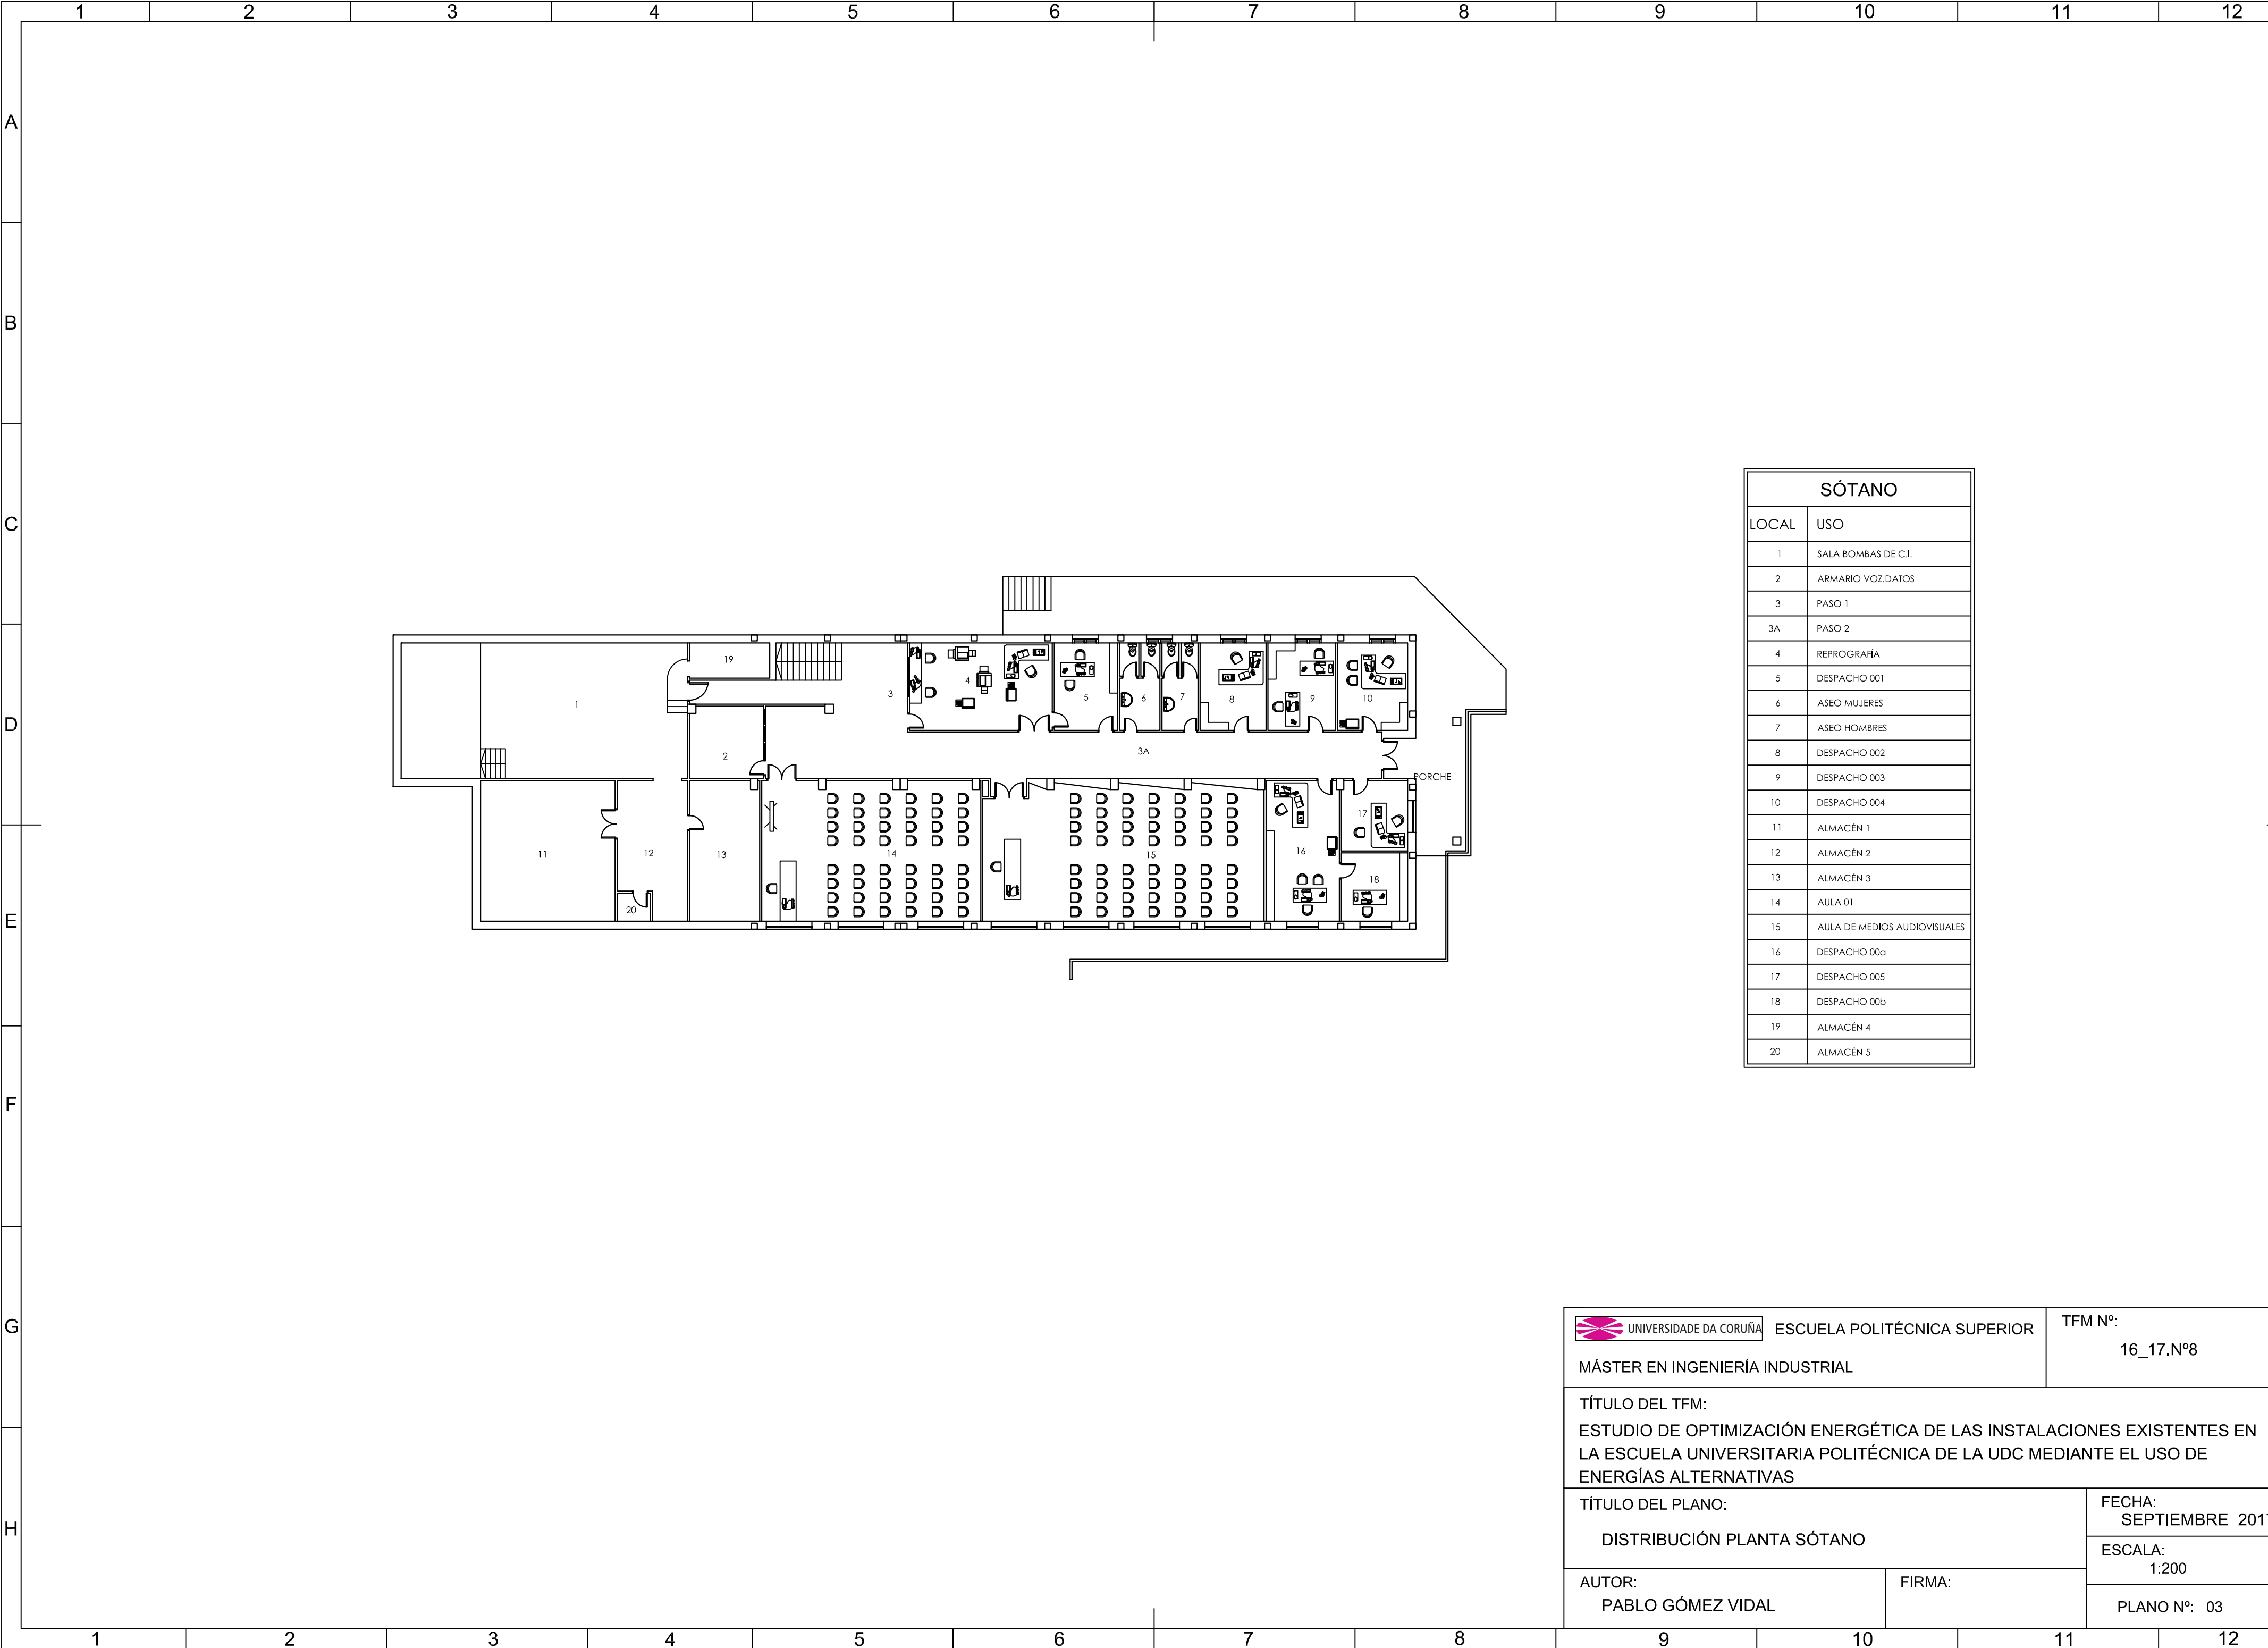 1 2 3 4 5 6 7 8 9 10 11 12
A
B
C
D
E
F
G
H
19
1
3
4
5
6
7
8
9
10
2
3A
PORCHE
11
12
13
14
15
16
17
18
20
SÓTANO
LOCAL USO
1 SALA BOMBAS DE C.I.
2 ARMARIO VOZ.DATOS
3 PASO 1
3A PASO 2
4 REPROGRAFÍA
5 DESPACHO 001
6 ASEO MUJERES
7 ASEO HOMBRES
8 DESPACHO 002
9 DESPACHO 003
10 DESPACHO 004
11 ALMACÉN 1
12 ALMACÉN 2
13 ALMACÉN 3
14 AULA 01
15 AULA DE MEDIOS AUDIOVISUALES
16 DESPACHO 00a
17 DESPACHO 005
18 DESPACHO 00b
19 ALMACÉN 4
20 ALMACÉN 5
UNIVERSIDADE DA CORUÑA ESCUELA POLITÉCNICA SUPERIOR
MÁSTER EN INGENIERÍA INDUSTRIAL
TFM Nº:
16_17.Nº8
TÍTULO DEL TFM:
ESTUDIO DE OPTIMIZACIÓN ENERGÉTICA DE LAS INSTALACIONES EXISTENTES EN
LA ESCUELA UNIVERSITARIA POLITÉCNICA DE LA UDC MEDIANTE EL USO DE
ENERGÍAS ALTERNATIVAS
TÍTULO DEL PLANO:
DISTRIBUCIÓN PLANTA SÓTANO
FECHA:
SEPTIEMBRE 2017
ESCALA:
1:200
AUTOR:
PABLO GÓMEZ VIDAL
FIRMA:
PLANO Nº: 03
1 2 3 4 5 6 7 8 9 10 11 12